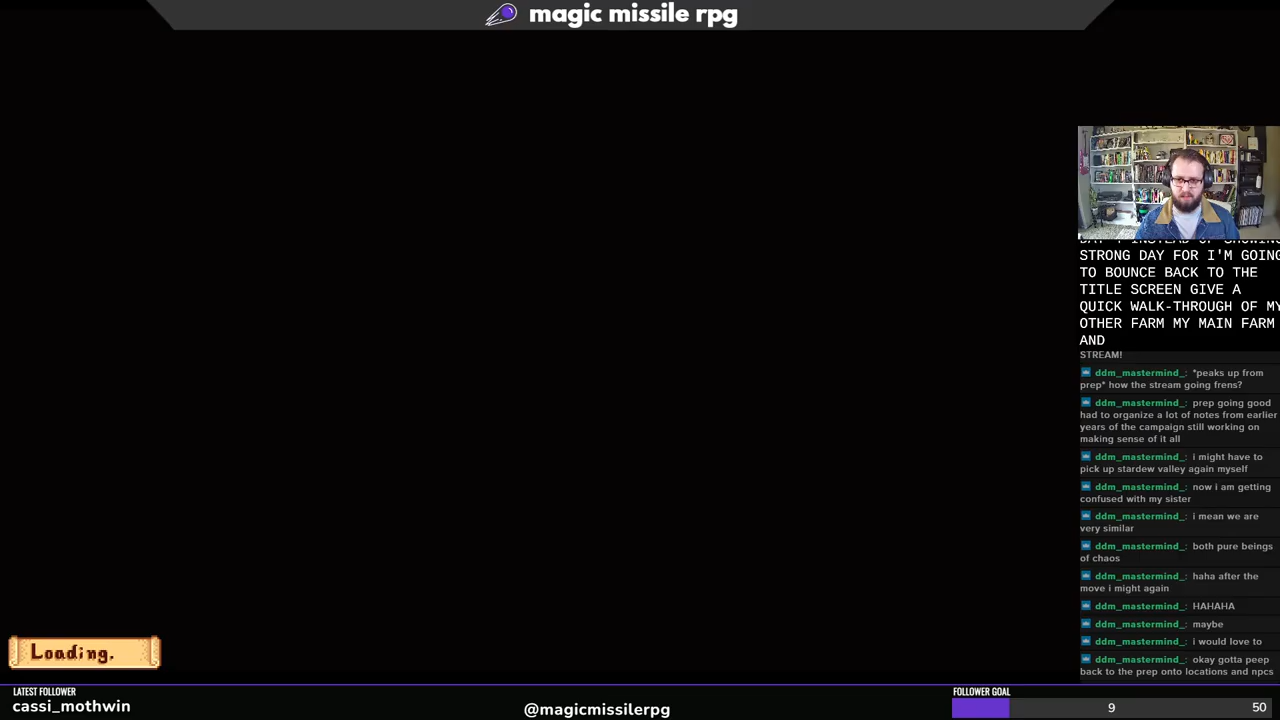 magic missile rpg
STRONG DAY FOR I'M GOING
TO BOUNCE BACK TO THE
TITLE SCREEN GIVE A
QUICK WALK-THROUGH OF MY
OTHER FARM MY MAIN FARM
AND
STREAM!
ddm_mastermind_: *peaks up from
prep* how the stream going frens?
ddm_mastermind_: prep going good
had to organize a lot of notes from earlier
years of the campaign still working on
making sense of it all
ddm_mastermind_: i might have to
pick up stardew valley again myself
ddm_mastermind_: now i am getting
confused with my sister
ddm_mastermind_: i mean we are
very similar
ddm_mastermind_: both pure beings
of chaos
ddm_mastermind_: haha after the
move i might again
ddm_mastermind_: HAHAHA
ddm_mastermind_: maybe
ddm_mastermind_: i would love to
ddm_mastermind_: okay gotta peep
back to the prep onto locations and npcs
Loading.
LATEST FOLLOWER
cassi_mothwin
@magicmissilerpg
FOLLOWER GOAL
9
50